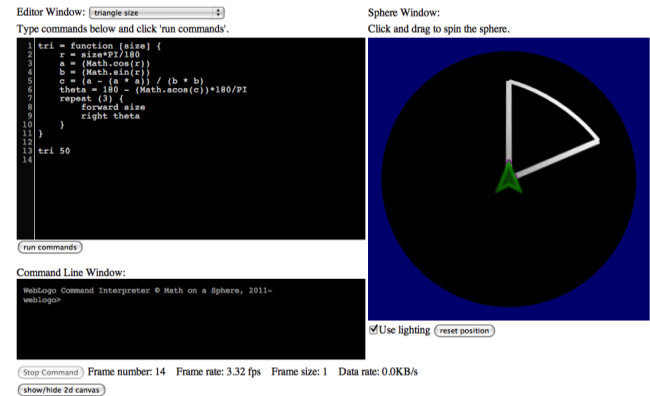 Editor Window: triangle size
Type commands below and click 'run commands'.
1 tri = function [size] {
2 r = size*PI/180
3 a = (Math.cos(r))
4 b = (Math.sin(r))
5 c = (a - (a * a)) / (b * b)
6 theta = 180 - (Math.acos(c))*180/PI
7 repeat (3) {
8 forward size
9 right theta
10 }
11 }
12
13 tri 50
14
run commands
Command Line Window:
WebLogo Command Interpreter © Math on a Sphere, 2011-
weblogo>
Sphere Window:
Click and drag to spin the sphere.
Use lighting reset position
Stop Command Frame number: 14 Frame rate: 3.32 fps Frame size: 1 Data rate: 0.0KB/s
show/hide 2d canvas